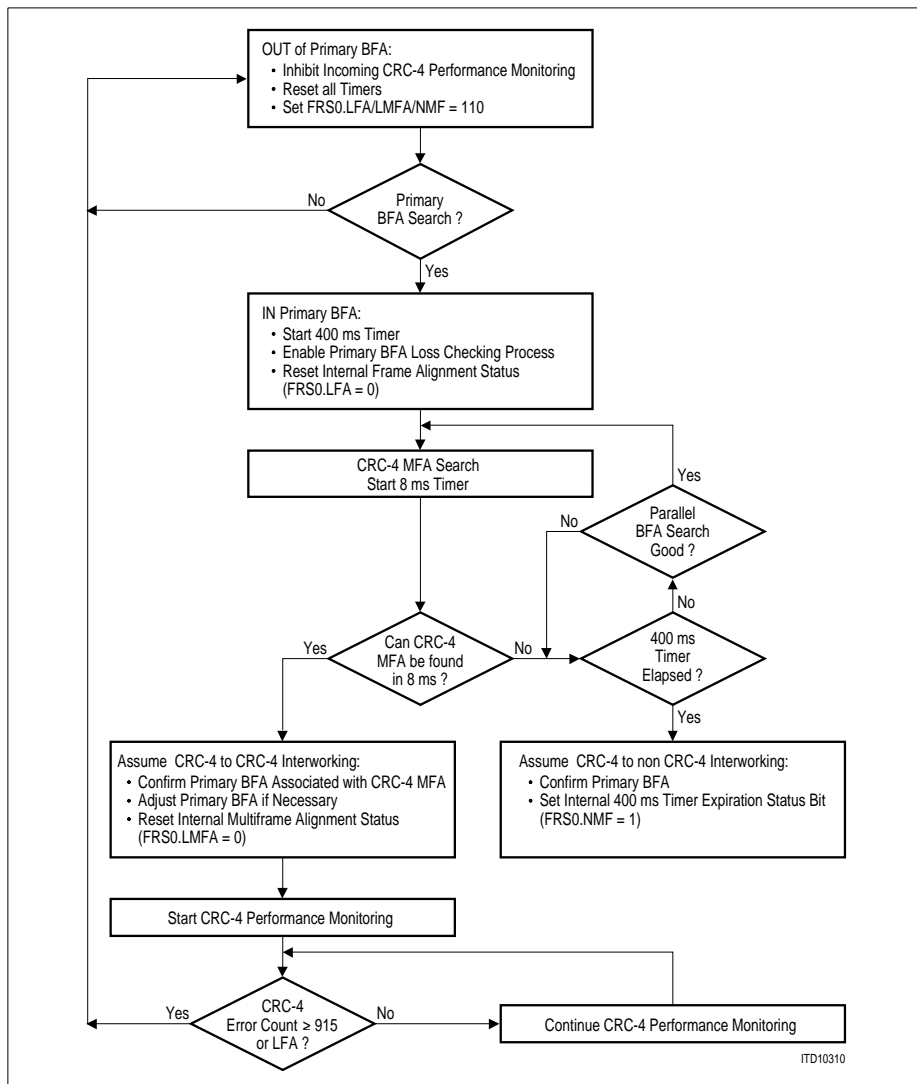 OUT of Primary BFA:
• Inhibit Incoming CRC-4 Performance Monitoring
• Reset all Timers
• Set FRS0.LFA/LMFA/NMF = 110
No
Primary
BFA Search ?
Yes
IN Primary BFA:
• Start 400 ms Timer
• Enable Primary BFA Loss Checking Process
• Reset Internal Frame Alignment Status
(FRS0.LFA = 0)
CRC-4 MFA Search
Start 8 ms Timer
Yes
No
Parallel
BFA Search
Good ?
No
Yes
Can CRC-4
MFA be found
in 8 ms ?
No
400 ms
Timer
Elapsed ?
Yes
Assume CRC-4 to CRC-4 Interworking:
• Confirm Primary BFA Associated with CRC-4 MFA
• Adjust Primary BFA if Necessary
• Reset Internal Multiframe Alignment Status
(FRS0.LMFA = 0)
Assume CRC-4 to non CRC-4 Interworking:
• Confirm Primary BFA
• Set Internal 400 ms Timer Expiration Status Bit
(FRS0.NMF = 1)
Start CRC-4 Performance Monitoring
Yes
CRC-4
Error Count ≥ 915
or LFA ?
No
Continue CRC-4 Performance Monitoring
ITD10310